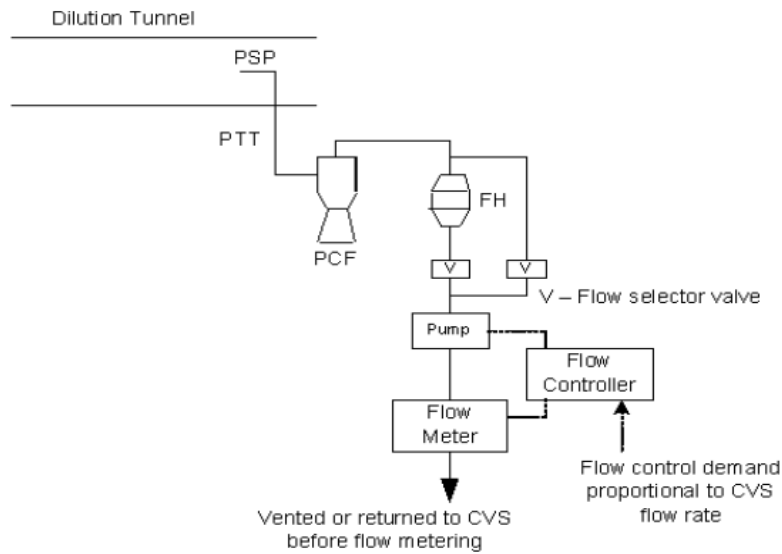 Dilution Tunnel
PSP
PTT
FH
PCF
V
V
V – Flow selector valve
Pump
Flow
Controller
Flow
Meter
Flow control demand
proportional to CVS
flow rate
Vented or returned to CVS
before flow metering